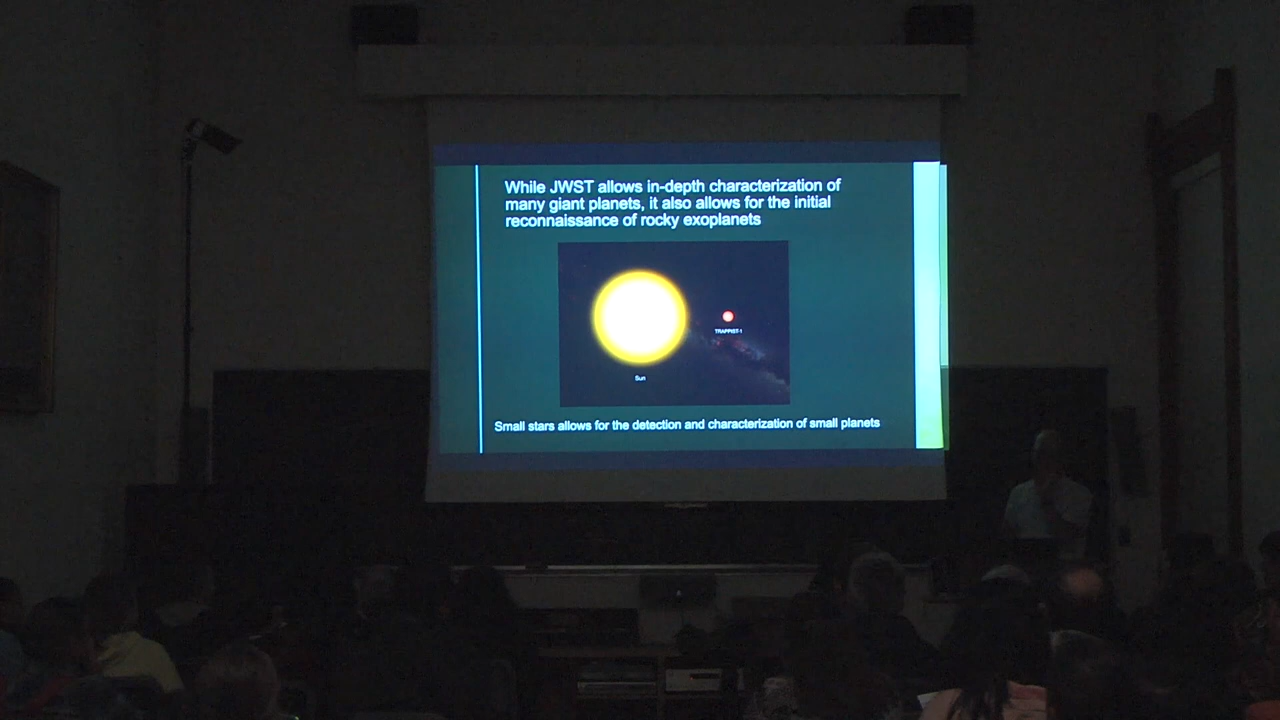 While JWST allows in-depth characterization of
many giant planets, it also allows for the initial
reconnaissance of rocky exoplanets
TRAPPIST-1
Sun
Small stars allows for the detection and characterization of small planets